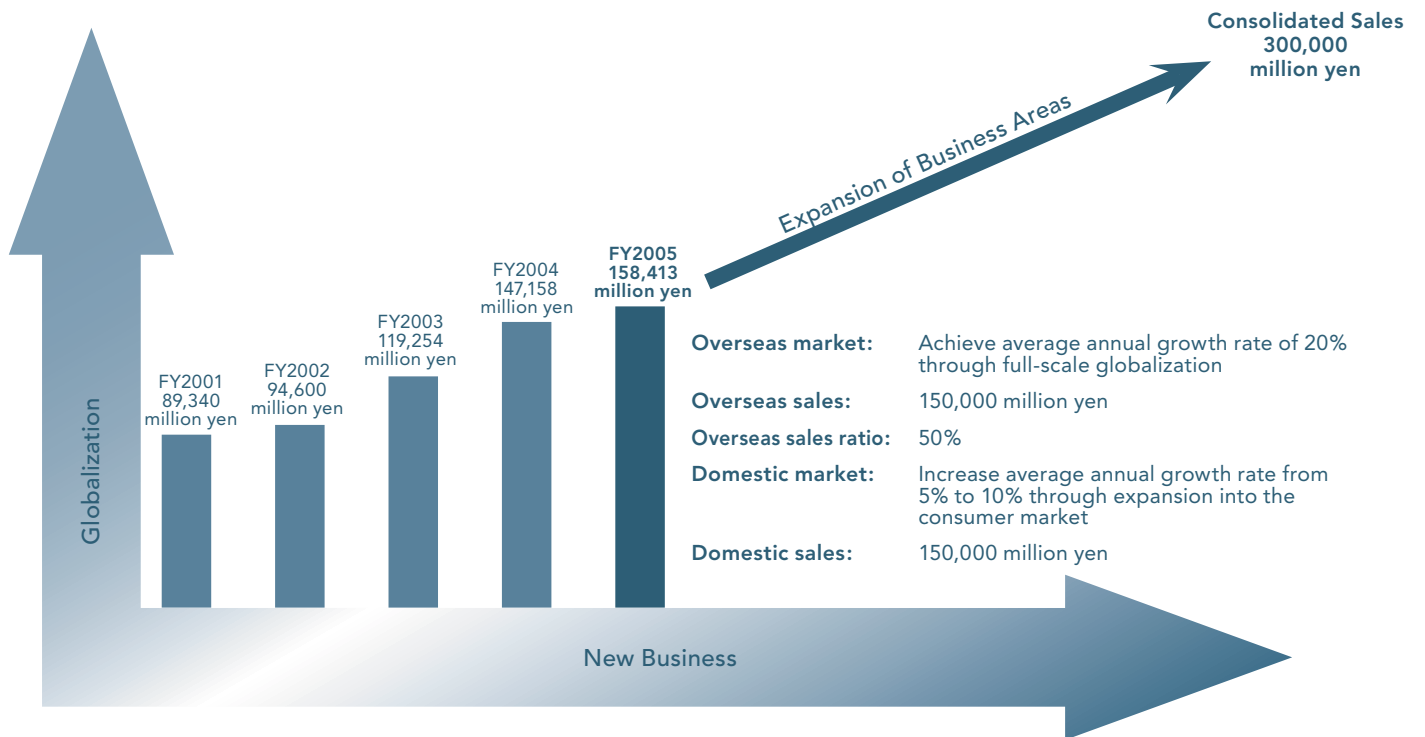 Consolidated Sales
300,000
million yen
Expansion of Business Areas
FY2005
158,413
million yen
FY2004
147,158
million yen
FY2003
119,254
million yen
FY2002
94,600
million yen
FY2001
89,340
million yen
Globalization
Overseas market: Achieve average annual growth rate of 20%
through full-scale globalization
Overseas sales: 150,000 million yen
Overseas sales ratio: 50%
Domestic market: Increase average annual growth rate from
5% to 10% through expansion into the
consumer market
Domestic sales: 150,000 million yen
New Business